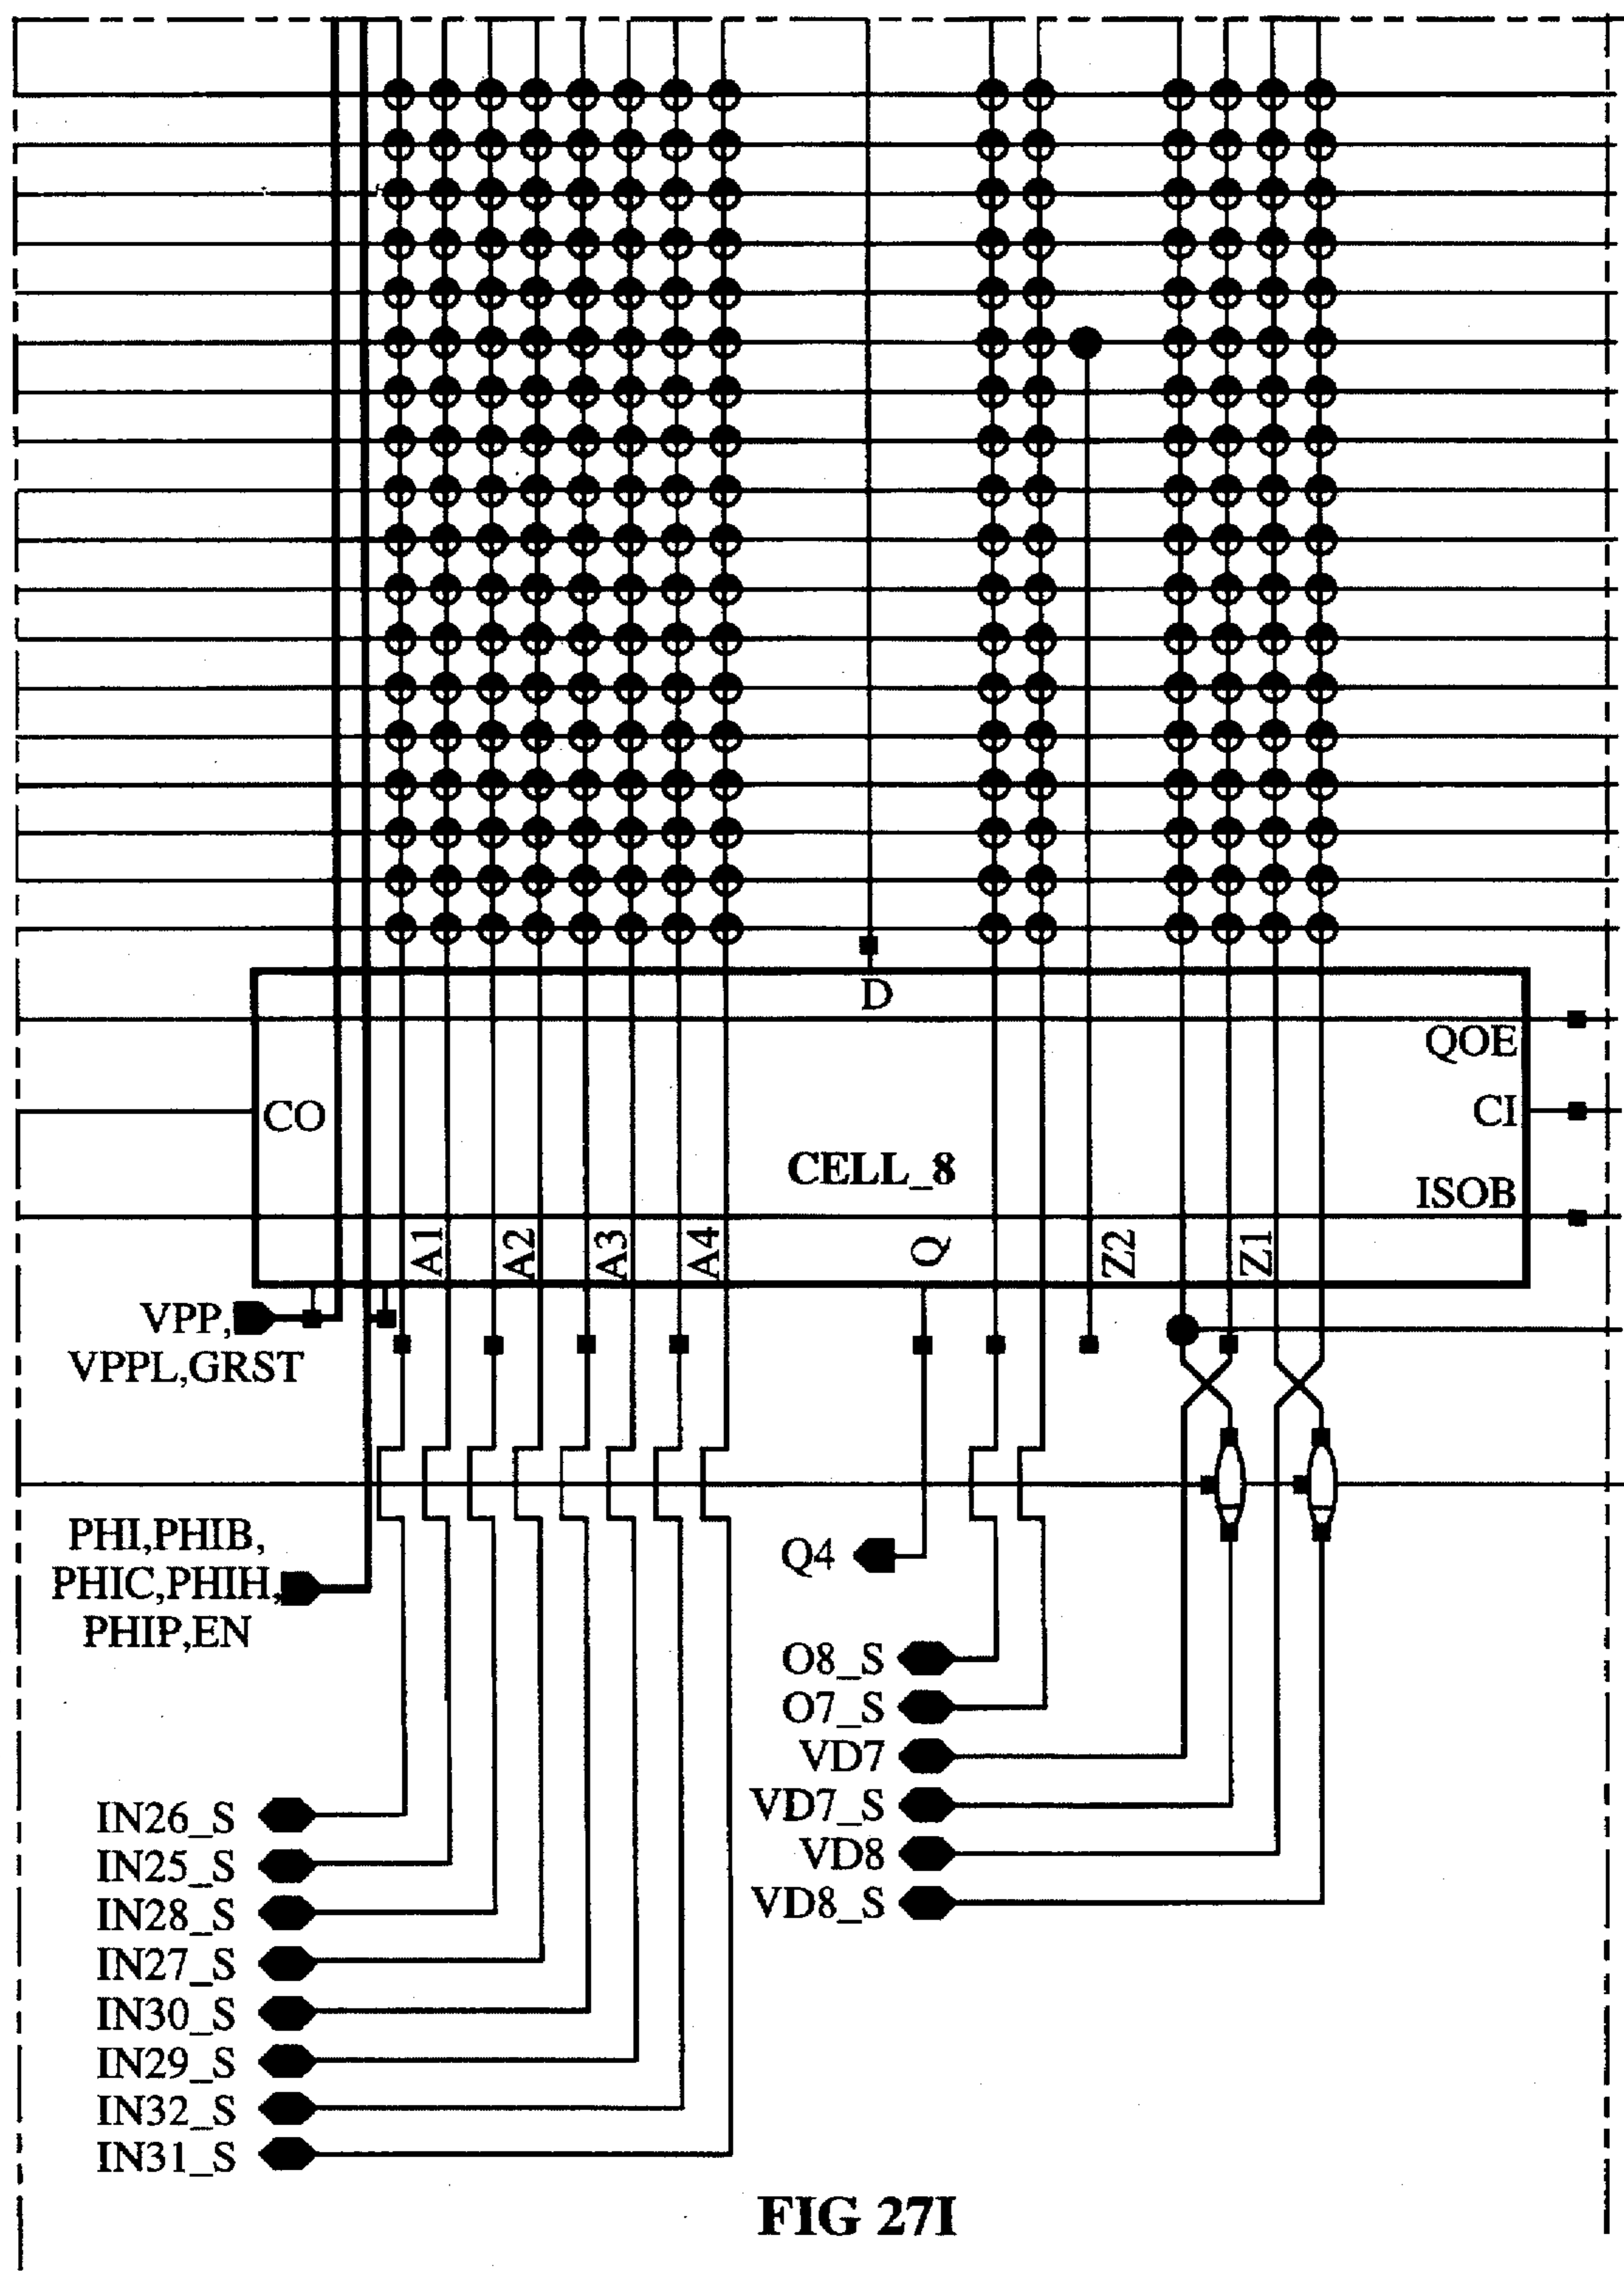 D
QOE
CO
CI
CELL_8
ISOB
A1
A2
A3
A4
Q
Z2
Z1
VPP,
VPPL,GRST
PHI,PHIB,
PHIC,PHIH,
PHIP,EN
Q4
O8_S
O7_S
VD7
VD7_S
VD8
VD8_S
IN26_S
IN25_S
IN28_S
IN27_S
IN30_S
IN29_S
IN32_S
IN31_S
FIG 27I